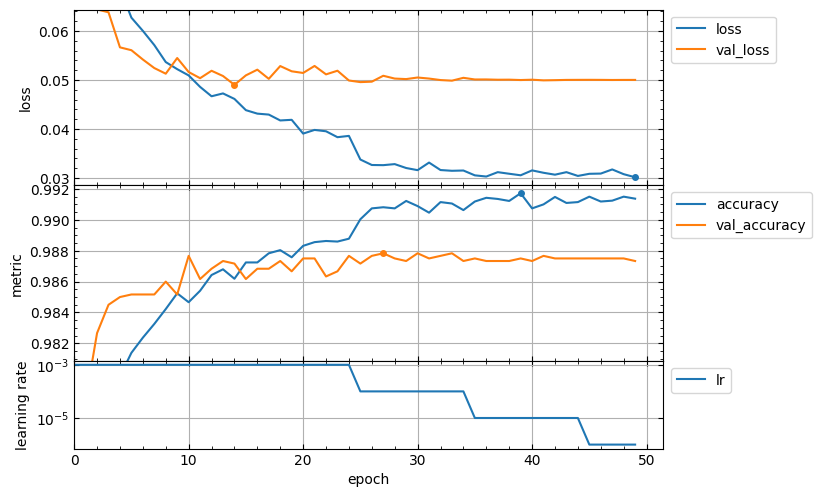 0.06
0.05
0.04
0.03
loss
loss
val_loss
0.992
0.990
0.988
0.986
0.984
0.982
metric
accuracy
val_accuracy
10⁻³
10⁻⁵
learning rate
lr
0 10 20 30 40 50
epoch